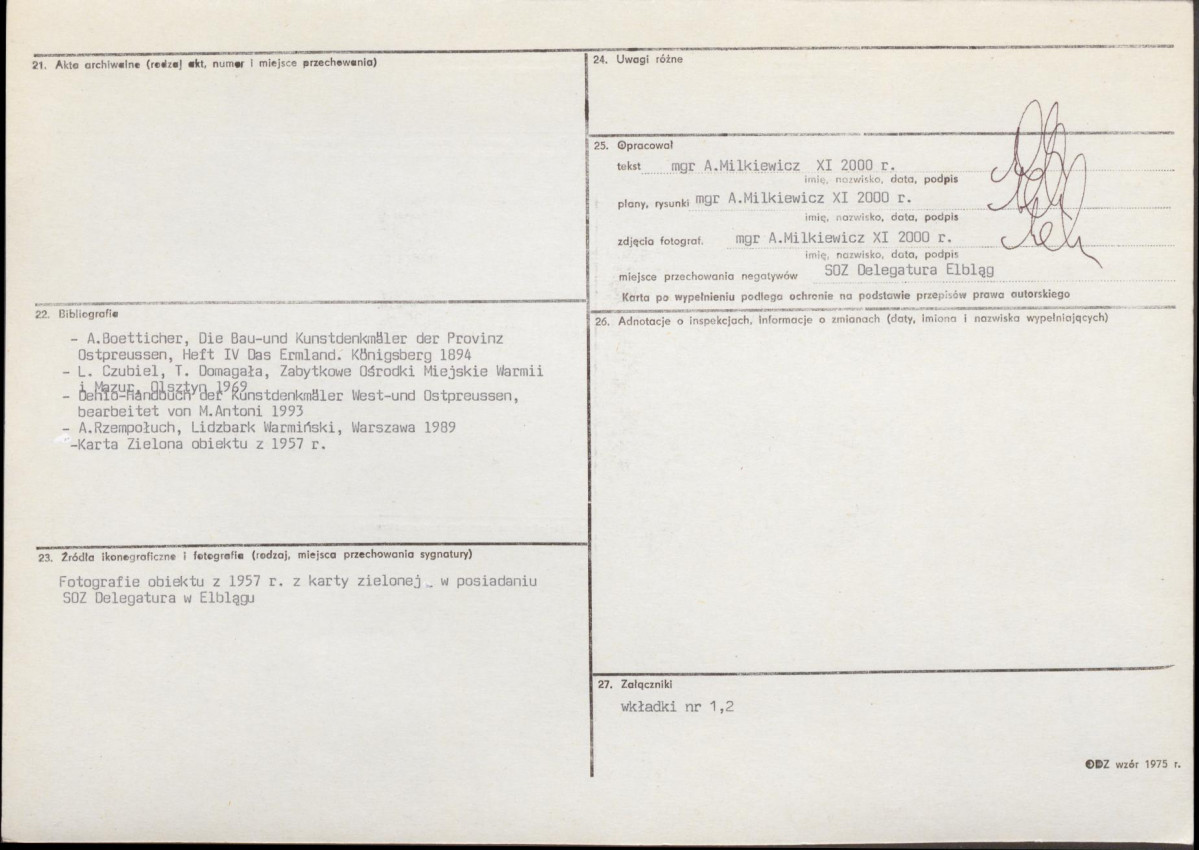 21. Akta archiwalne (rodzaj akt, numer i miejsce przechowania)
22. Bibliografia
- A.Boetticher, Die Bau-und Kunstdenkmäler der Provinz
Ostpreussen, Heft IV Das Ermland. Königsberg 1894
- L. Czubiel, T. Domagała, Zabytkowe Ośrodki Miejskie Warmii
i Mazur, Olsztyn 1969
- Dehio-Handbuch der Kunstdenkmäler West-und Ostpreussen,
bearbeitet von M.Antoni 1993
- A.Rzempołuch, Lidzbark Warmiński, Warszawa 1989
-Karta Zielona obiektu z 1957 r.
23. Źródła ikonograficzne i fotografie (rodzaj, miejsca przechowania sygnatury)
Fotografie obiektu z 1957 r. z karty zielonej - w posiadaniu
SOZ Delegatura w Elblągu
24. Uwagi różne
25. Opracował
tekst mgr A.Milkiewicz XI 2000 r.
imię, nazwisko, data, podpis
plany, rysunki mgr A.Milkiewicz XI 2000 r.
imię, nazwisko, data, podpis
zdjęcia fotograf. mgr A.Milkiewicz XI 2000 r.
imię, nazwisko, data, podpis
miejsce przechowania negatywów SOZ Delegatura Elbląg
Karta po wypełnieniu podlega ochronie na podstawie przepisów prawa autorskiego
26. Adnotacje o inspekcjach, informacje o zmianach (daty, imiona i nazwiska wypełniających)
27. Załączniki
wkładki nr 1,2
ODZ wzór 1975 r.